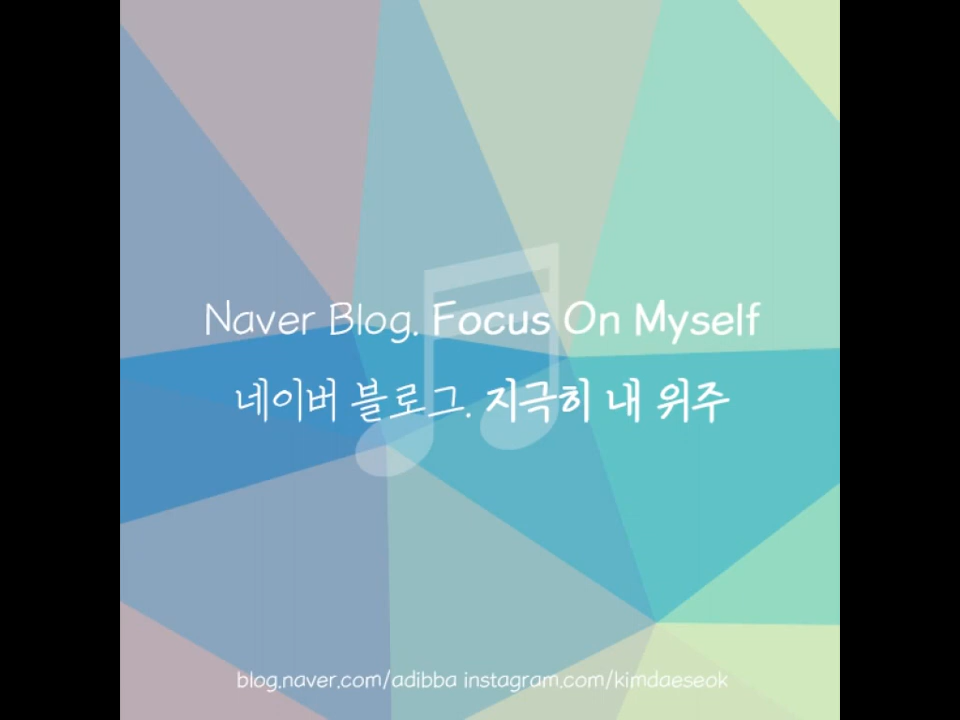 Naver Blog. Focus On Myself
네이버 블로그. 지극히 내 위주
blog.naver.com/adibba instagram.com/kimdaeseok